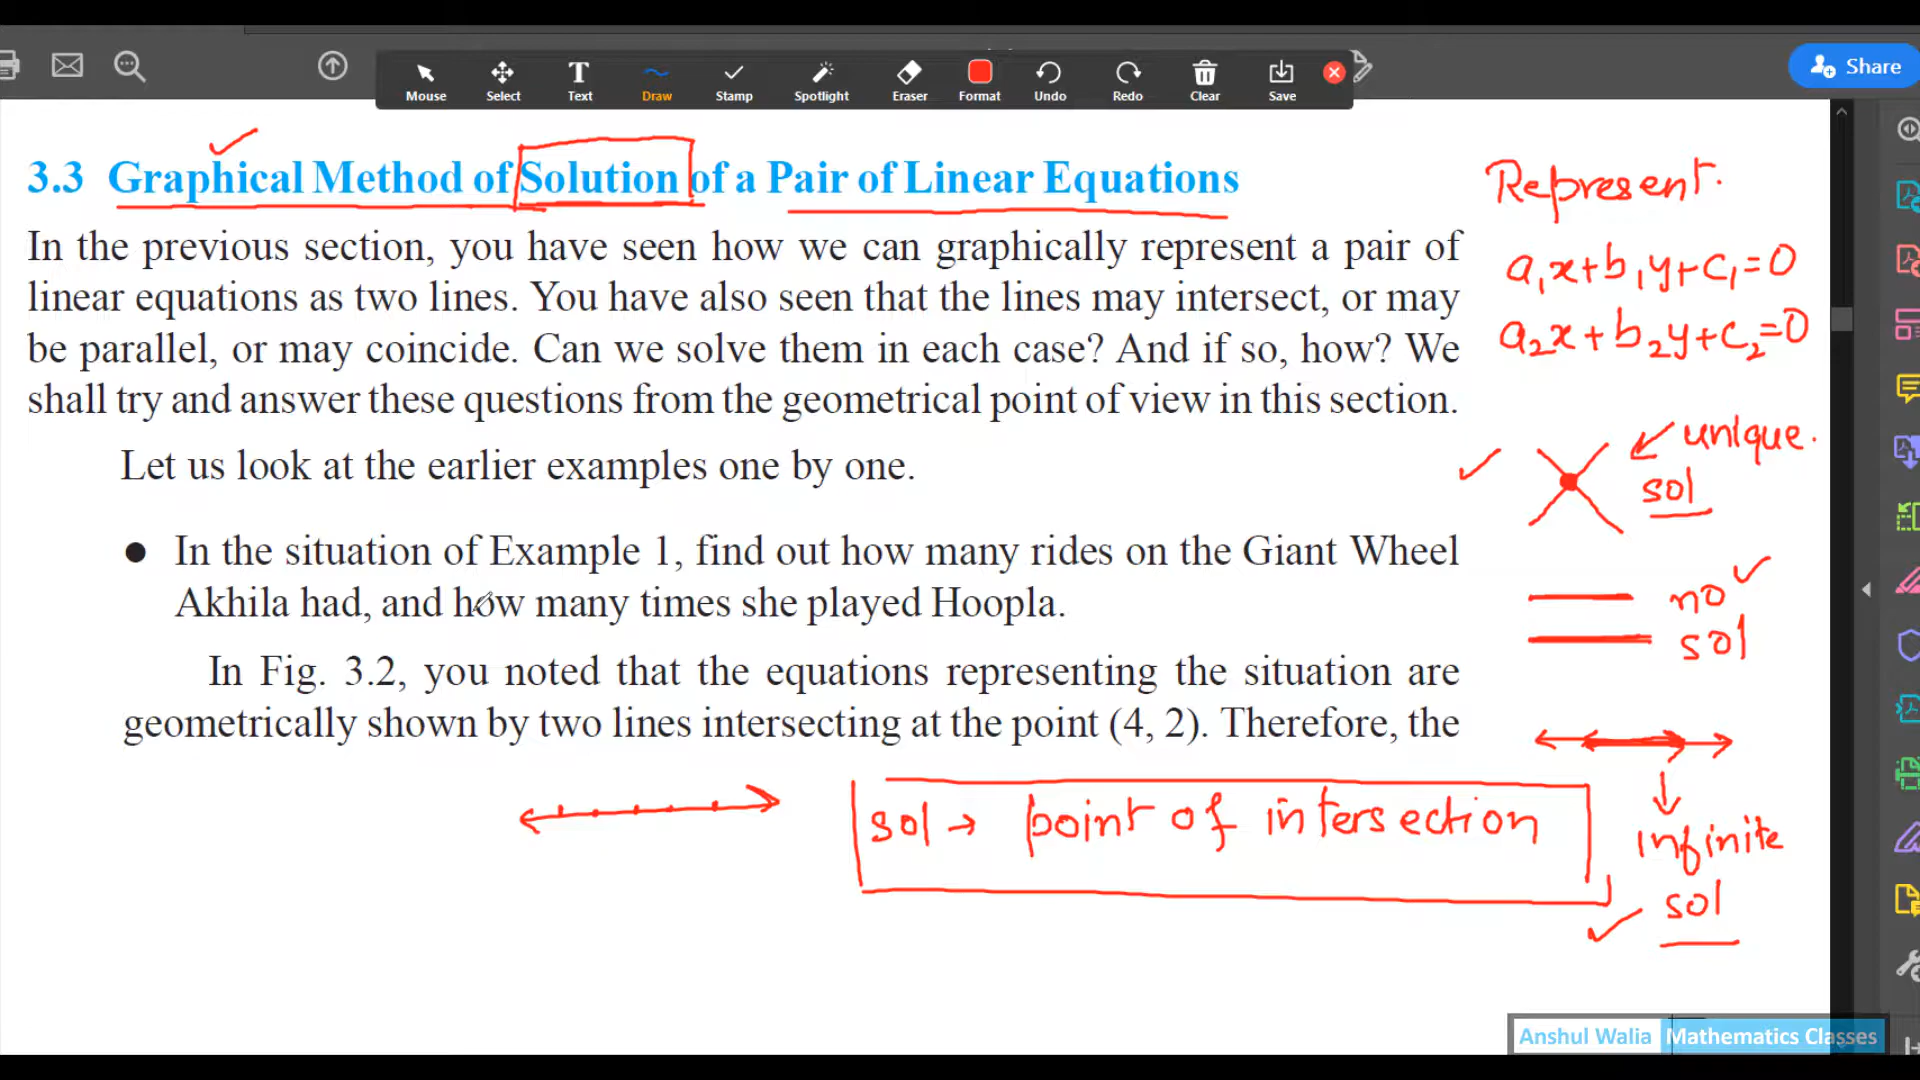 Mouse Select Text Draw Stamp Spotlight Eraser Format Undo Redo Clear Save
Share
3.3 Graphical Method of Solution of a Pair of Linear Equations
In the previous section, you have seen how we can graphically represent a pair of
linear equations as two lines. You have also seen that the lines may intersect, or may
be parallel, or may coincide. Can we solve them in each case? And if so, how? We
shall try and answer these questions from the geometrical point of view in this section.
Let us look at the earlier examples one by one.
● In the situation of Example 1, find out how many rides on the Giant Wheel
Akhila had, and how many times she played Hoopla.
In Fig. 3.2, you noted that the equations representing the situation are
geometrically shown by two lines intersecting at the point (4, 2). Therefore, the
sol → point of intersection
Represent.
a₁x+b₁y+c₁=0
a₂x+b₂y+c₂=0
unique.
sol
no
sol
infinite
sol
Anshul Walia Mathematics Classes